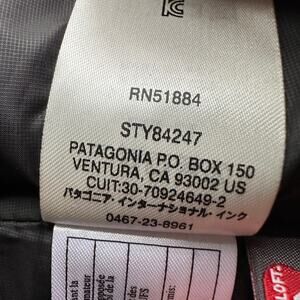 RN51884
STY84247
PATAGONIA P.O. BOX 150
VENTURA, CA 93002 US
CUIT:30-70924649-2
パタゴニア・インターナショナル・インク
0467-23-8961
LOFT